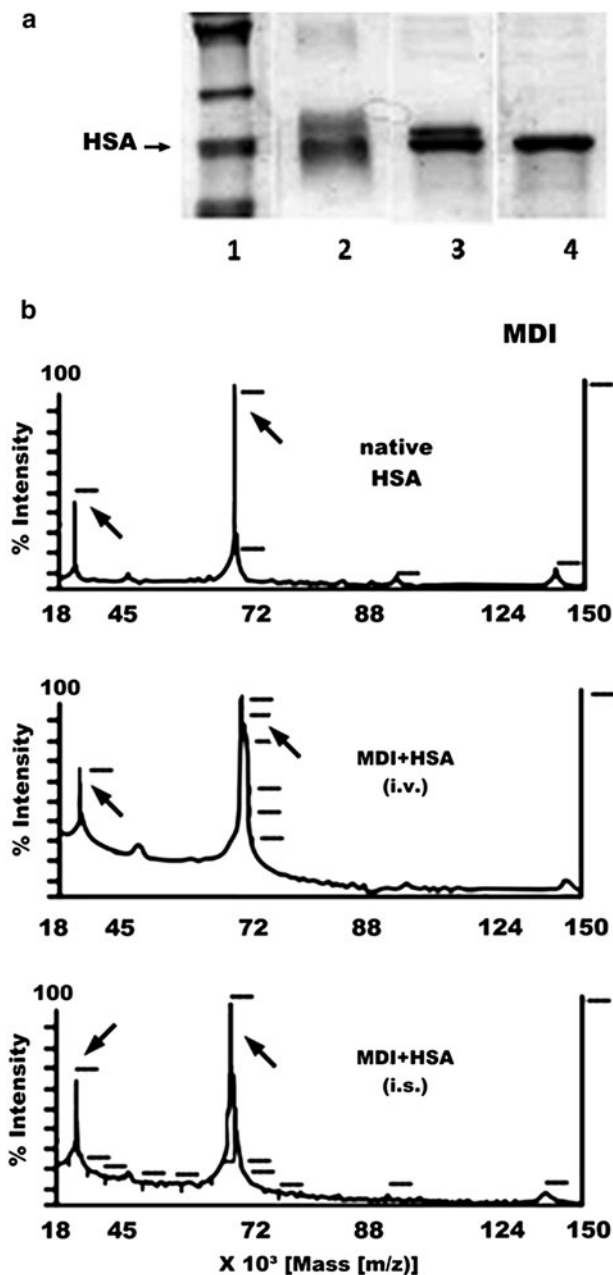 a
HSA →
1 2 3 4
b
MDI
100
native
HSA
% Intensity
18 45 72 88 124 150
100
MDI+HSA
(i.v.)
% Intensity
18 45 72 88 124 150
100
MDI+HSA
(i.s.)
% Intensity
18 45 72 88 124 150
X 10³ [Mass [m/z])